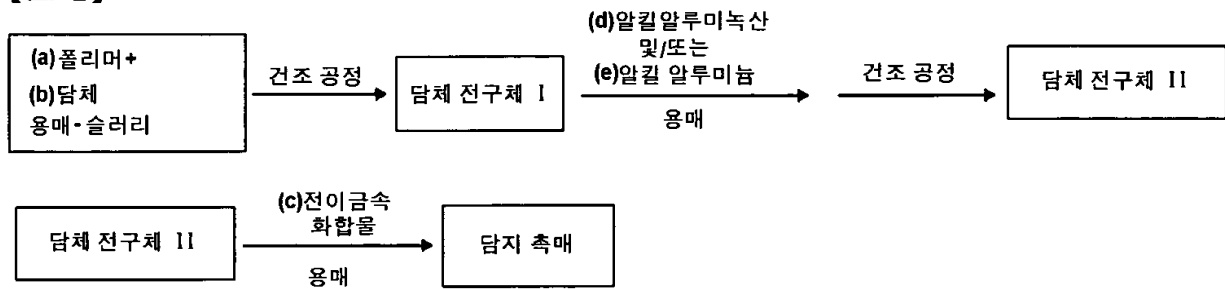 (a)폴리머+
(b)담체
용매-슬러리
건조 공정
담체 전구체 I
(d)알킬알루미녹산
및/또는
(e)알킬 알루미늄
용매
건조 공정
담체 전구체 II
담체 전구체 II
(c)전이금속
화합물
용매
담지 촉매